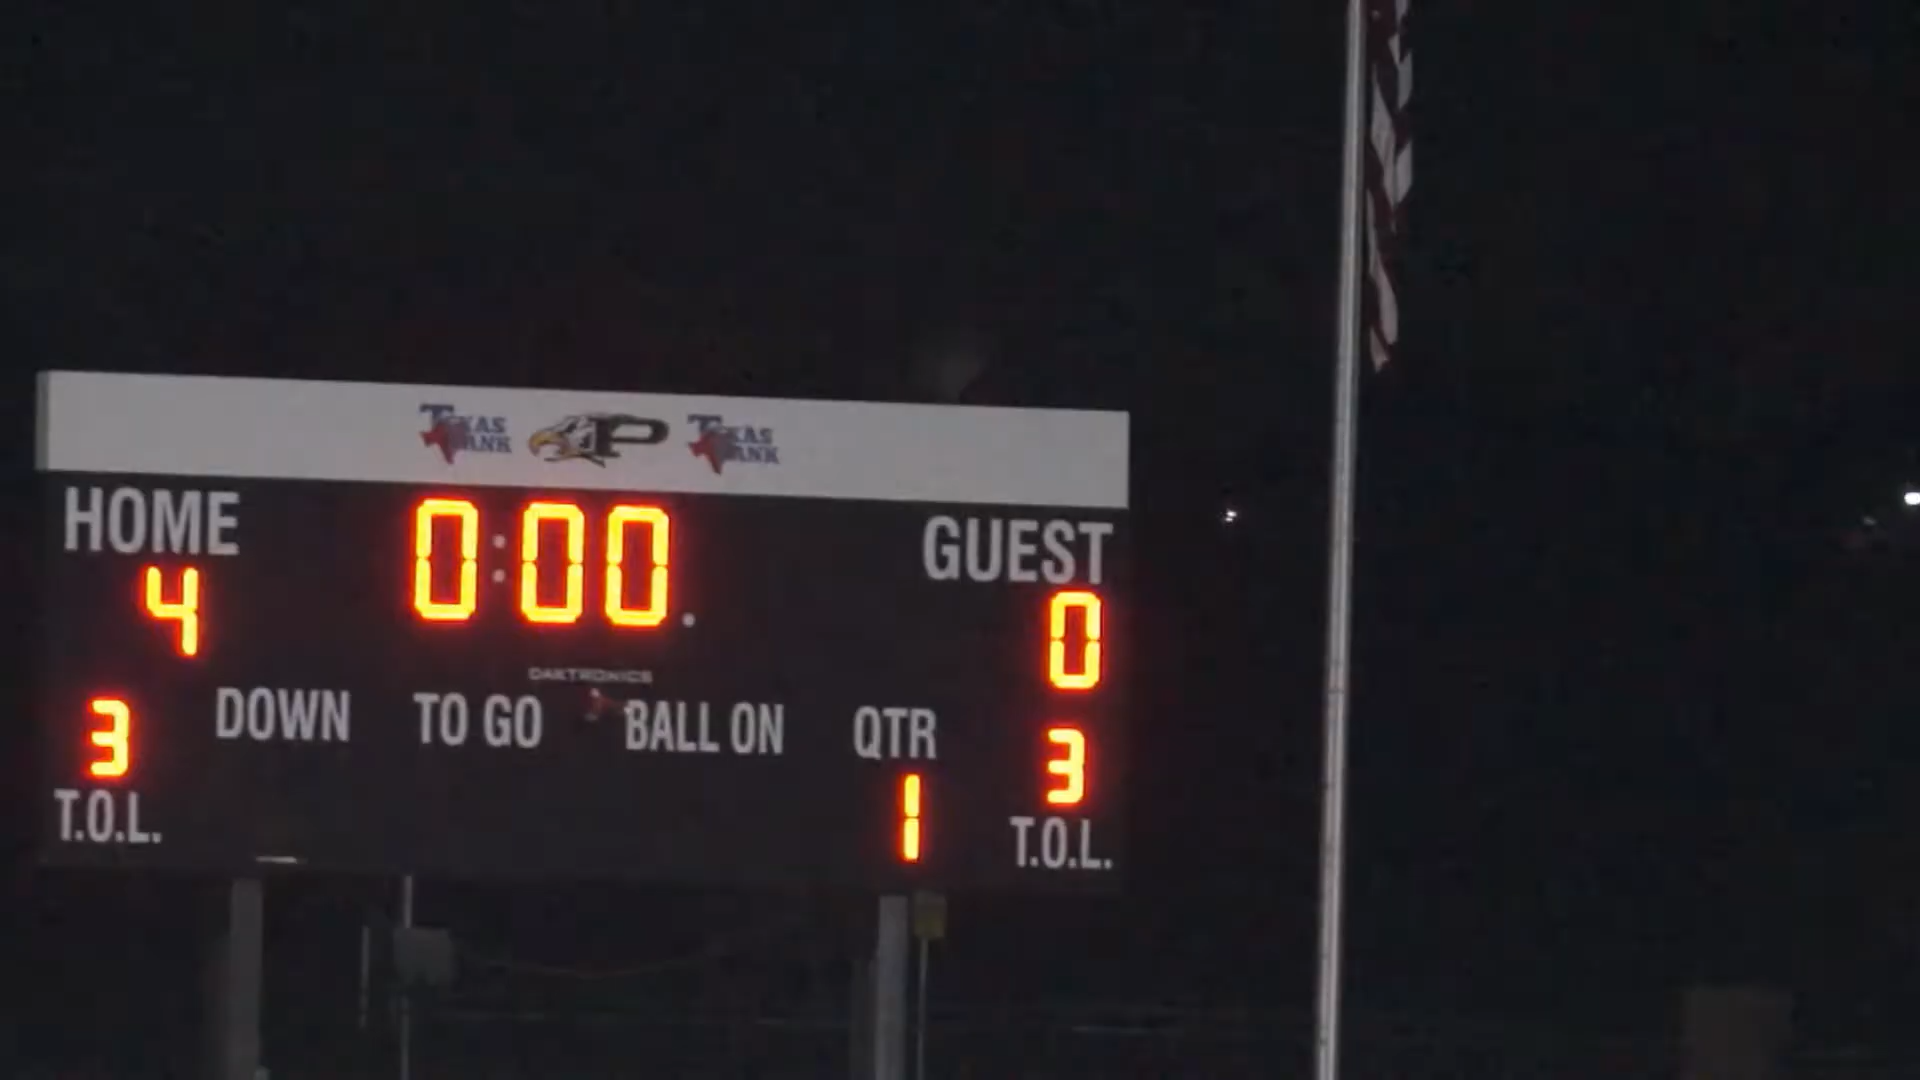 TEXAS BANK P TEXAS BANK
HOME 0:00. GUEST
4 0
DAKTRONICS
3 DOWN TO GO BALL ON QTR 3
T.O.L. 1 T.O.L.